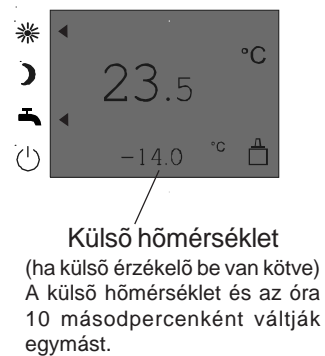 °C
23.5
-14.0 °C
Külsõ hõmérséklet
(ha külsõ érzékelõ be van kötve)
A külsõ hõmérséklet és az óra
10 másodpercenként váltják
egymást.